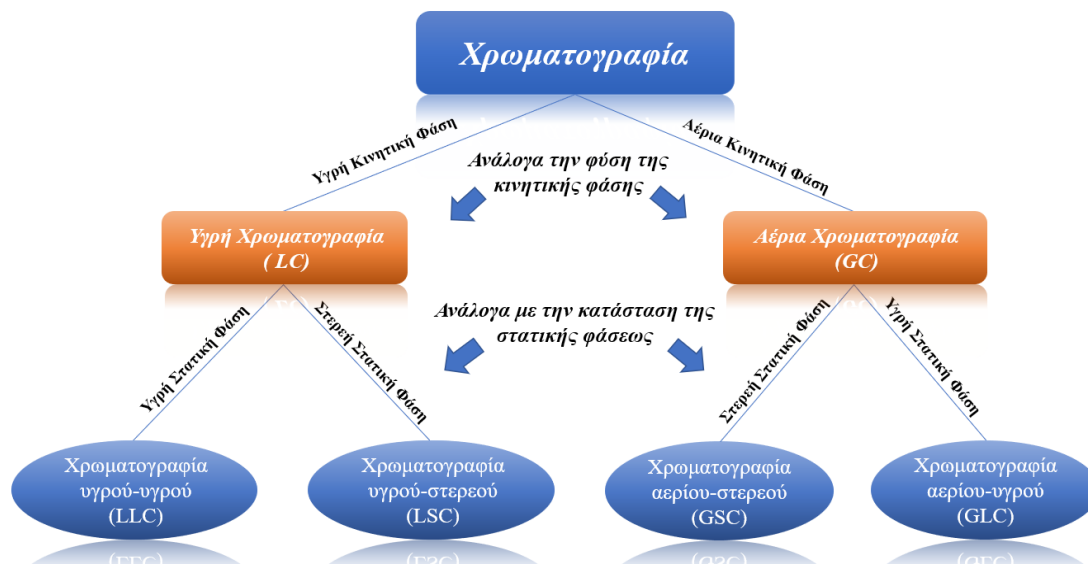 Χρωματογραφία
Υγρή Κινητική Φάση
Αέρια Κινητική Φάση
Ανάλογα την φύση της
κινητικής φάσης
Υγρή Χρωματογραφία
( LC)
Αέρια Χρωματογραφία
(GC)
Υγρή Στατική Φάση
Στερεή Στατική Φάση
Ανάλογα με την κατάσταση της
στατικής φάσεως
Στερεή Στατική Φάση
Υγρή Στατική Φάση
Χρωματογραφία
υγρού-υγρού
(LLC)
Χρωματογραφία
υγρού-στερεού
(LSC)
Χρωματογραφία
αερίου-στερεού
(GSC)
Χρωματογραφία
αερίου-υγρού
(GLC)